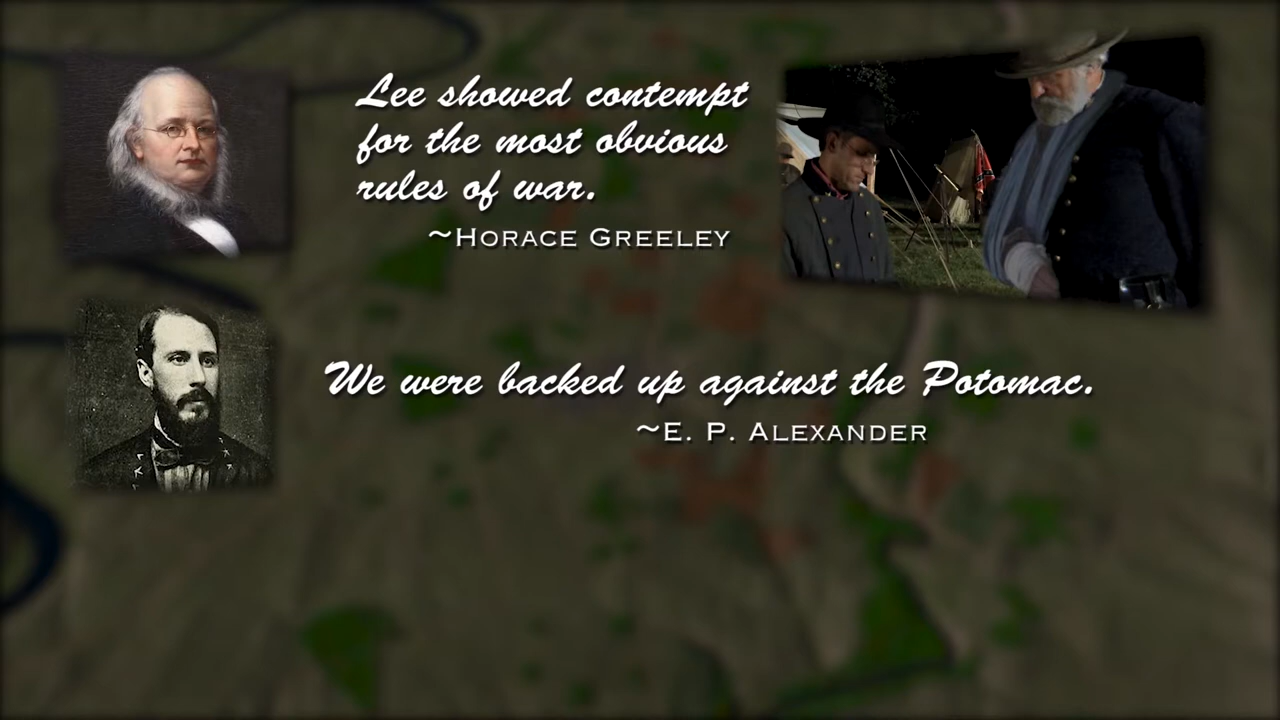 Lee showed contempt
for the most obvious
rules of war.
~HORACE GREELEY
We were backed up against the Potomac.
~E. P. ALEXANDER